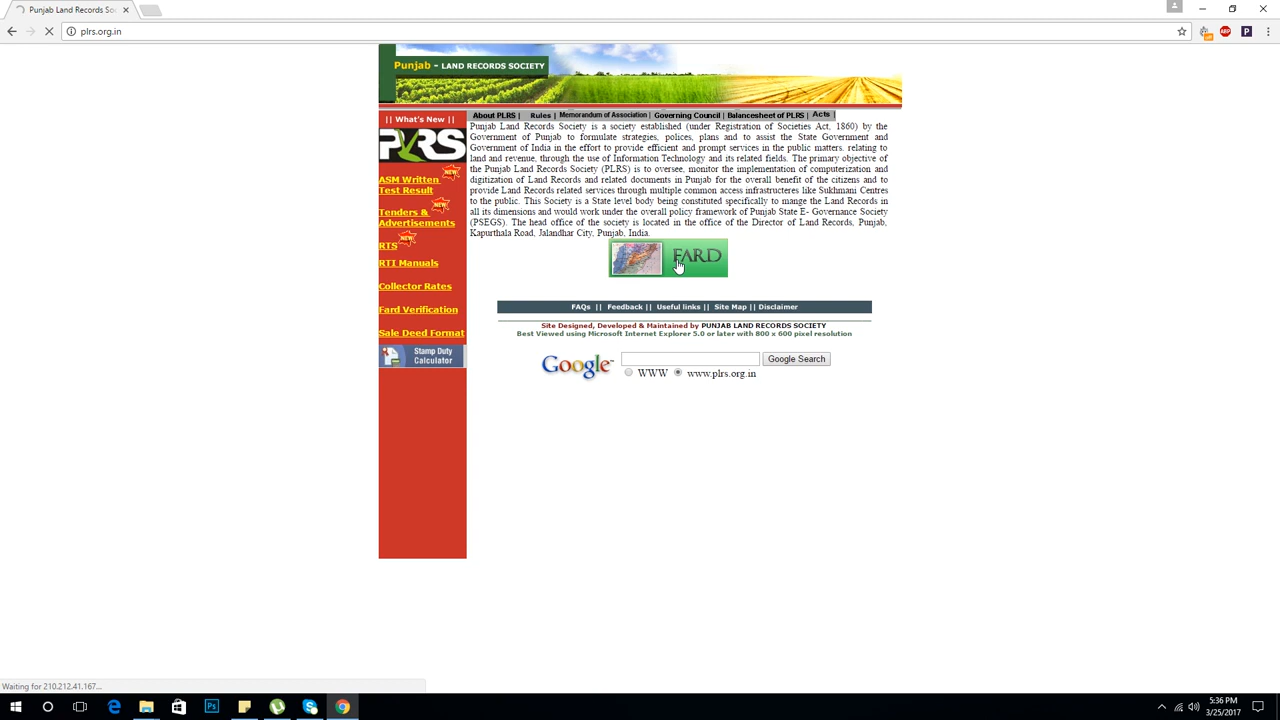 Punjab Land Records Soc
plrs.org.in
Punjab - LAND RECORDS SOCIETY
|| What's New ||
About PLRS | Rules | Memorandum of Association | Governing Council | Balancesheet of PLRS | Acts |
PLRS
ASM Written
Test Result
NEW
Tenders &
Advertisements
NEW
RTS
NEW
RTI Manuals
Collector Rates
Fard Verification
Sale Deed Format
Stamp Duty
Calculator
Punjab Land Records Society is a society established (under Registration of Societies Act, 1860) by the
Government of Punjab to formulate strategies, polices, plans and to assist the State Government and
Government of India in the effort to provide efficient and prompt services in the public matters. relating to
land and revenue, through the use of Information Technology and its related fields. The primary objective of
the Punjab Land Records Society (PLRS) is to oversee, monitor the implementation of computerization and
digitization of Land Records and related documents in Punjab for the overall benefit of the citizens and to
provide Land Records related services through multiple common access infrastructeres like Sukhmani Centres
to the public. This Society is a State level body being constituted specifically to mange the Land Records in
all its dimensions and would work under the overall policy framework of Punjab State E- Governance Society
(PSEGS). The head office of the society is located in the office of the Director of Land Records, Punjab,
Kapurthala Road, Jalandhar City, Punjab, India.
FARD
FAQs || Feedback || Useful links || Site Map || Disclaimer
Site Designed, Developed & Maintained by PUNJAB LAND RECORDS SOCIETY
Best Viewed using Microsoft Internet Explorer 5.0 or later with 800 x 600 pixel resolution
Google Google Search
WWW www.plrs.org.in
Waiting for 210.212.41.167...
5:36 PM
3/25/2017